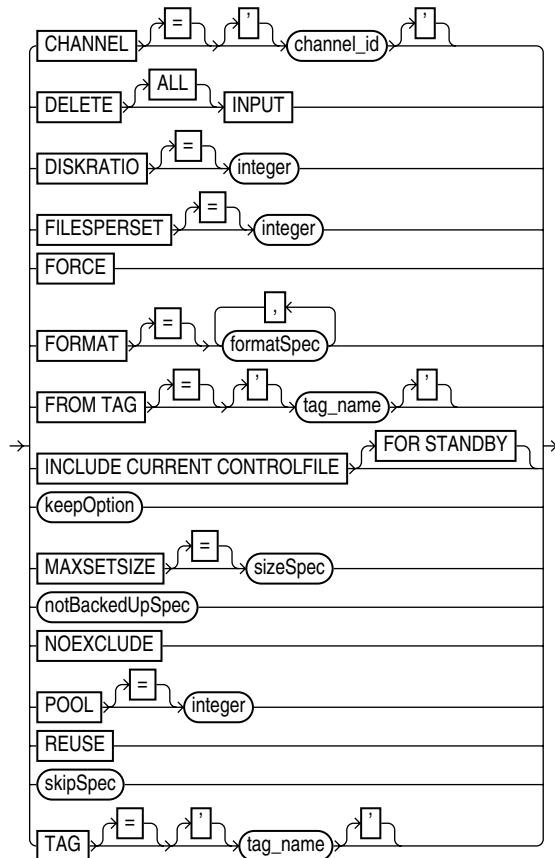 CHANNEL = ' channel_id '
DELETE ALL INPUT
DISKRATIO = integer
FILESPERSET = integer
FORCE
FORMAT = formatSpec ,
FROM TAG = ' tag_name '
INCLUDE CURRENT CONTROLFILE FOR STANDBY
keepOption
MAXSETSIZE = sizeSpec
notBackedUpSpec
NOEXCLUDE
POOL = integer
REUSE
skipSpec
TAG = ' tag_name '